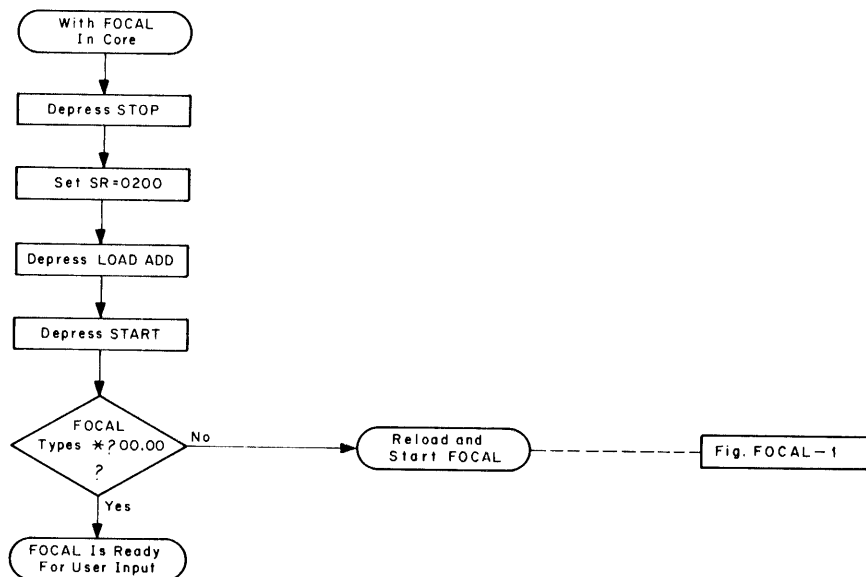 With FOCAL
In Core
Depress STOP
Set SR=0200
Depress LOAD ADD
Depress START
FOCAL
Types *?00.00
?
No
Reload and
Start FOCAL
Fig. FOCAL-1
Yes
FOCAL Is Ready
For User Input